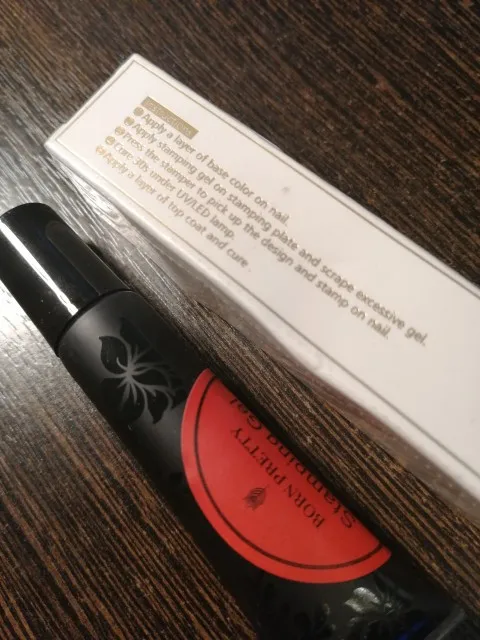 Apply a layer of base color on nail.
Apply stamping gel on stamping plate and scrape excessive gel.
Press the stamper to pick up the design and stamp on nail.
Cure 30s under UV/LED lamp.
Apply a layer of top coat and cure.
BORN PRETTY
Stamping Gel